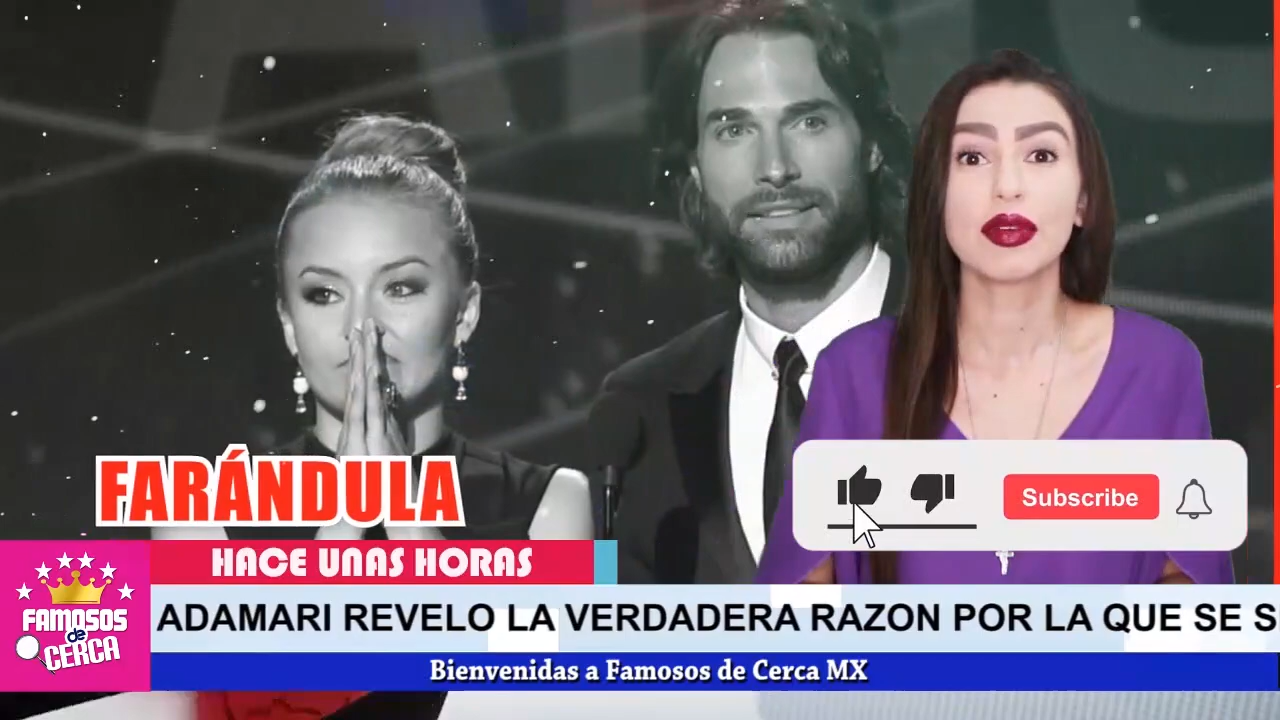 Subscribe
FARÁNDULA
HACE UNAS HORAS
FAMOSOS
de
CERCA
ADAMARI REVELO LA VERDADERA RAZON POR LA QUE SE S
Bienvenidas a Famosos de Cerca MX